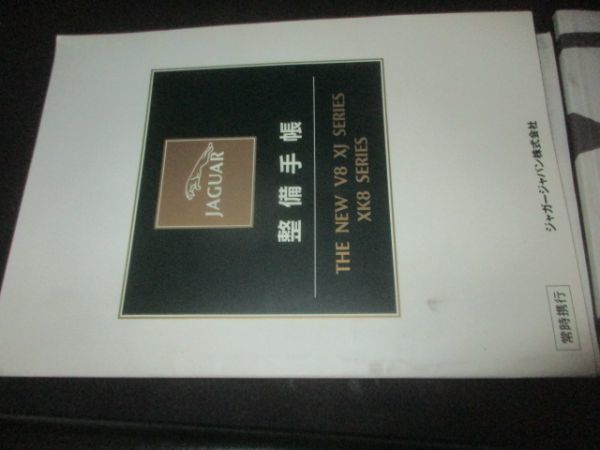 JAGUAR
整備手帳
THE NEW V8 XJ SERIES
XK8 SERIES
ジャガージャパン株式会社
常時携行